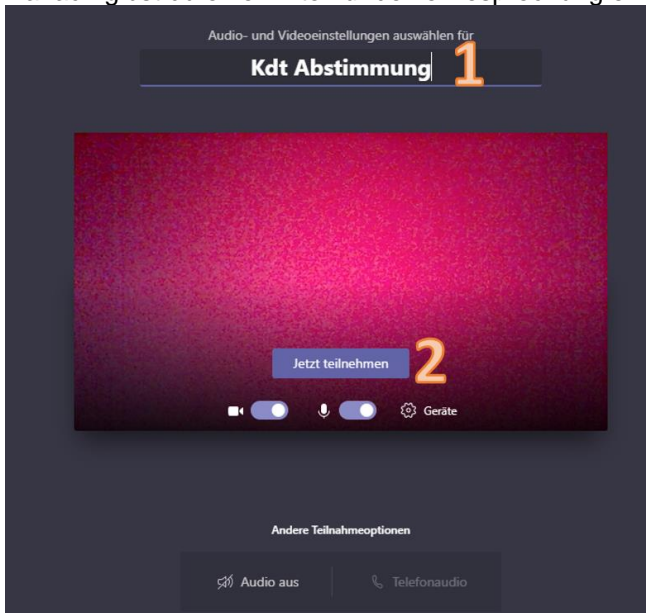 Audio- und Videoeinstellungen auswählen für
Kdt Abstimmung 1
Jetzt teilnehmen 2
Geräte
Andere Teilnahmeoptionen
Audio aus Telefonaudio